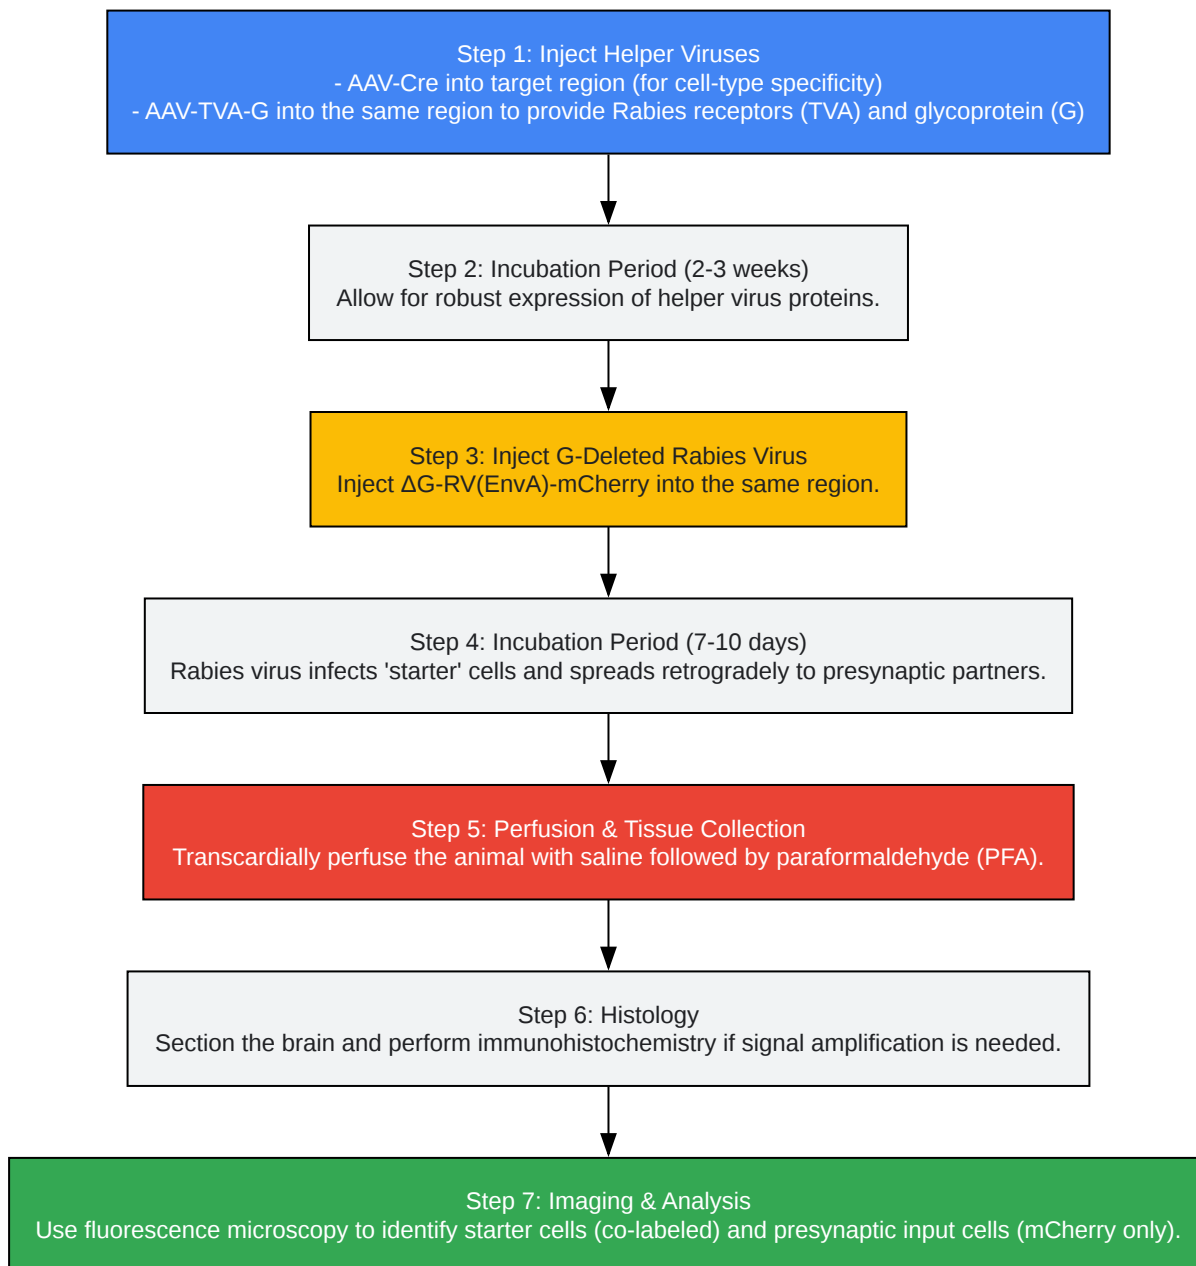 Step 1: Inject Helper Viruses
- AAV-Cre into target region (for cell-type specificity)
- AAV-TVA-G into the same region to provide Rabies receptors (TVA) and glycoprotein (G)
Step 2: Incubation Period (2-3 weeks)
Allow for robust expression of helper virus proteins.
Step 3: Inject G-Deleted Rabies Virus
Inject ΔG-RV(EnvA)-mCherry into the same region.
Step 4: Incubation Period (7-10 days)
Rabies virus infects 'starter' cells and spreads retrogradely to presynaptic partners.
Step 5: Perfusion & Tissue Collection
Transcardially perfuse the animal with saline followed by paraformaldehyde (PFA).
Step 6: Histology
Section the brain and perform immunohistochemistry if signal amplification is needed.
Step 7: Imaging & Analysis
Use fluorescence microscopy to identify starter cells (co-labeled) and presynaptic input cells (mCherry only).